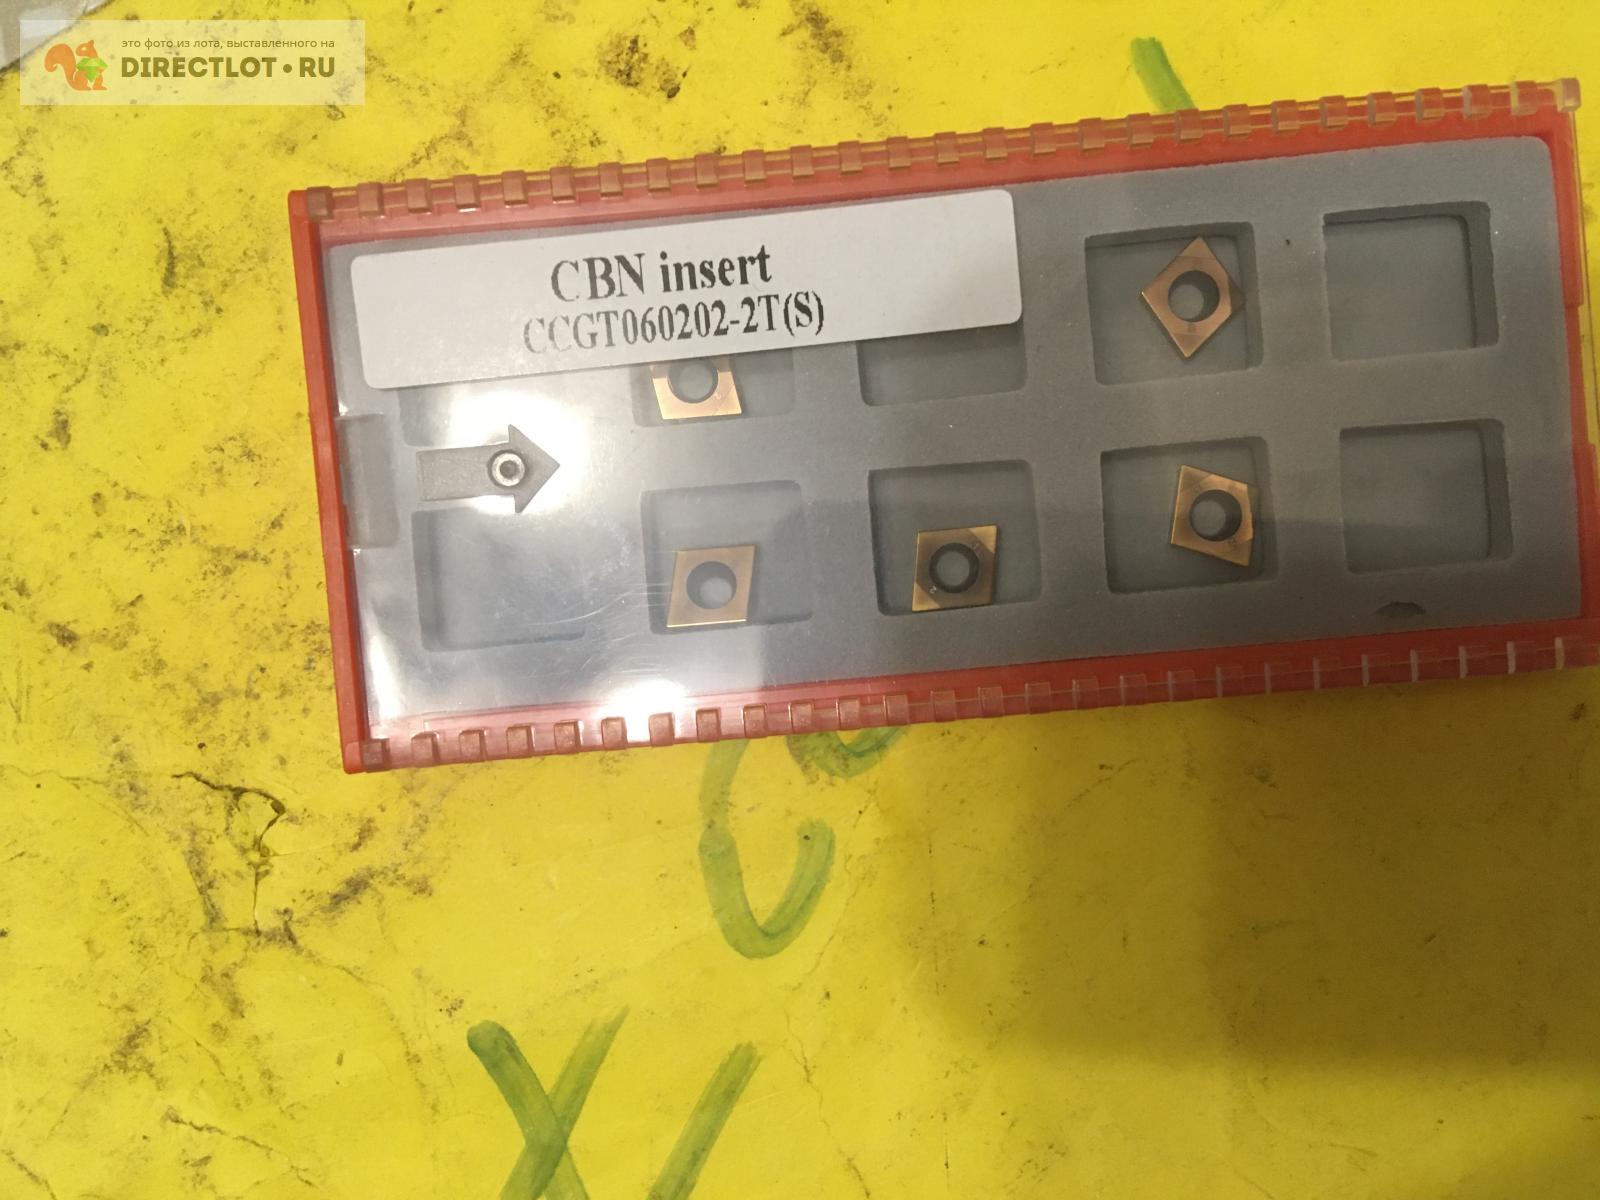 это фото из лота, выставленного на
DIRECTLOT•RU
CBN insert
CCGT060202-2T(S)